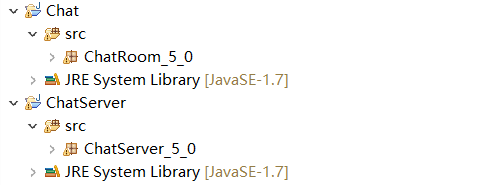 Chat
src
ChatRoom_5_0
JRE System Library [JavaSE-1.7]
ChatServer
src
ChatServer_5_0
JRE System Library [JavaSE-1.7]